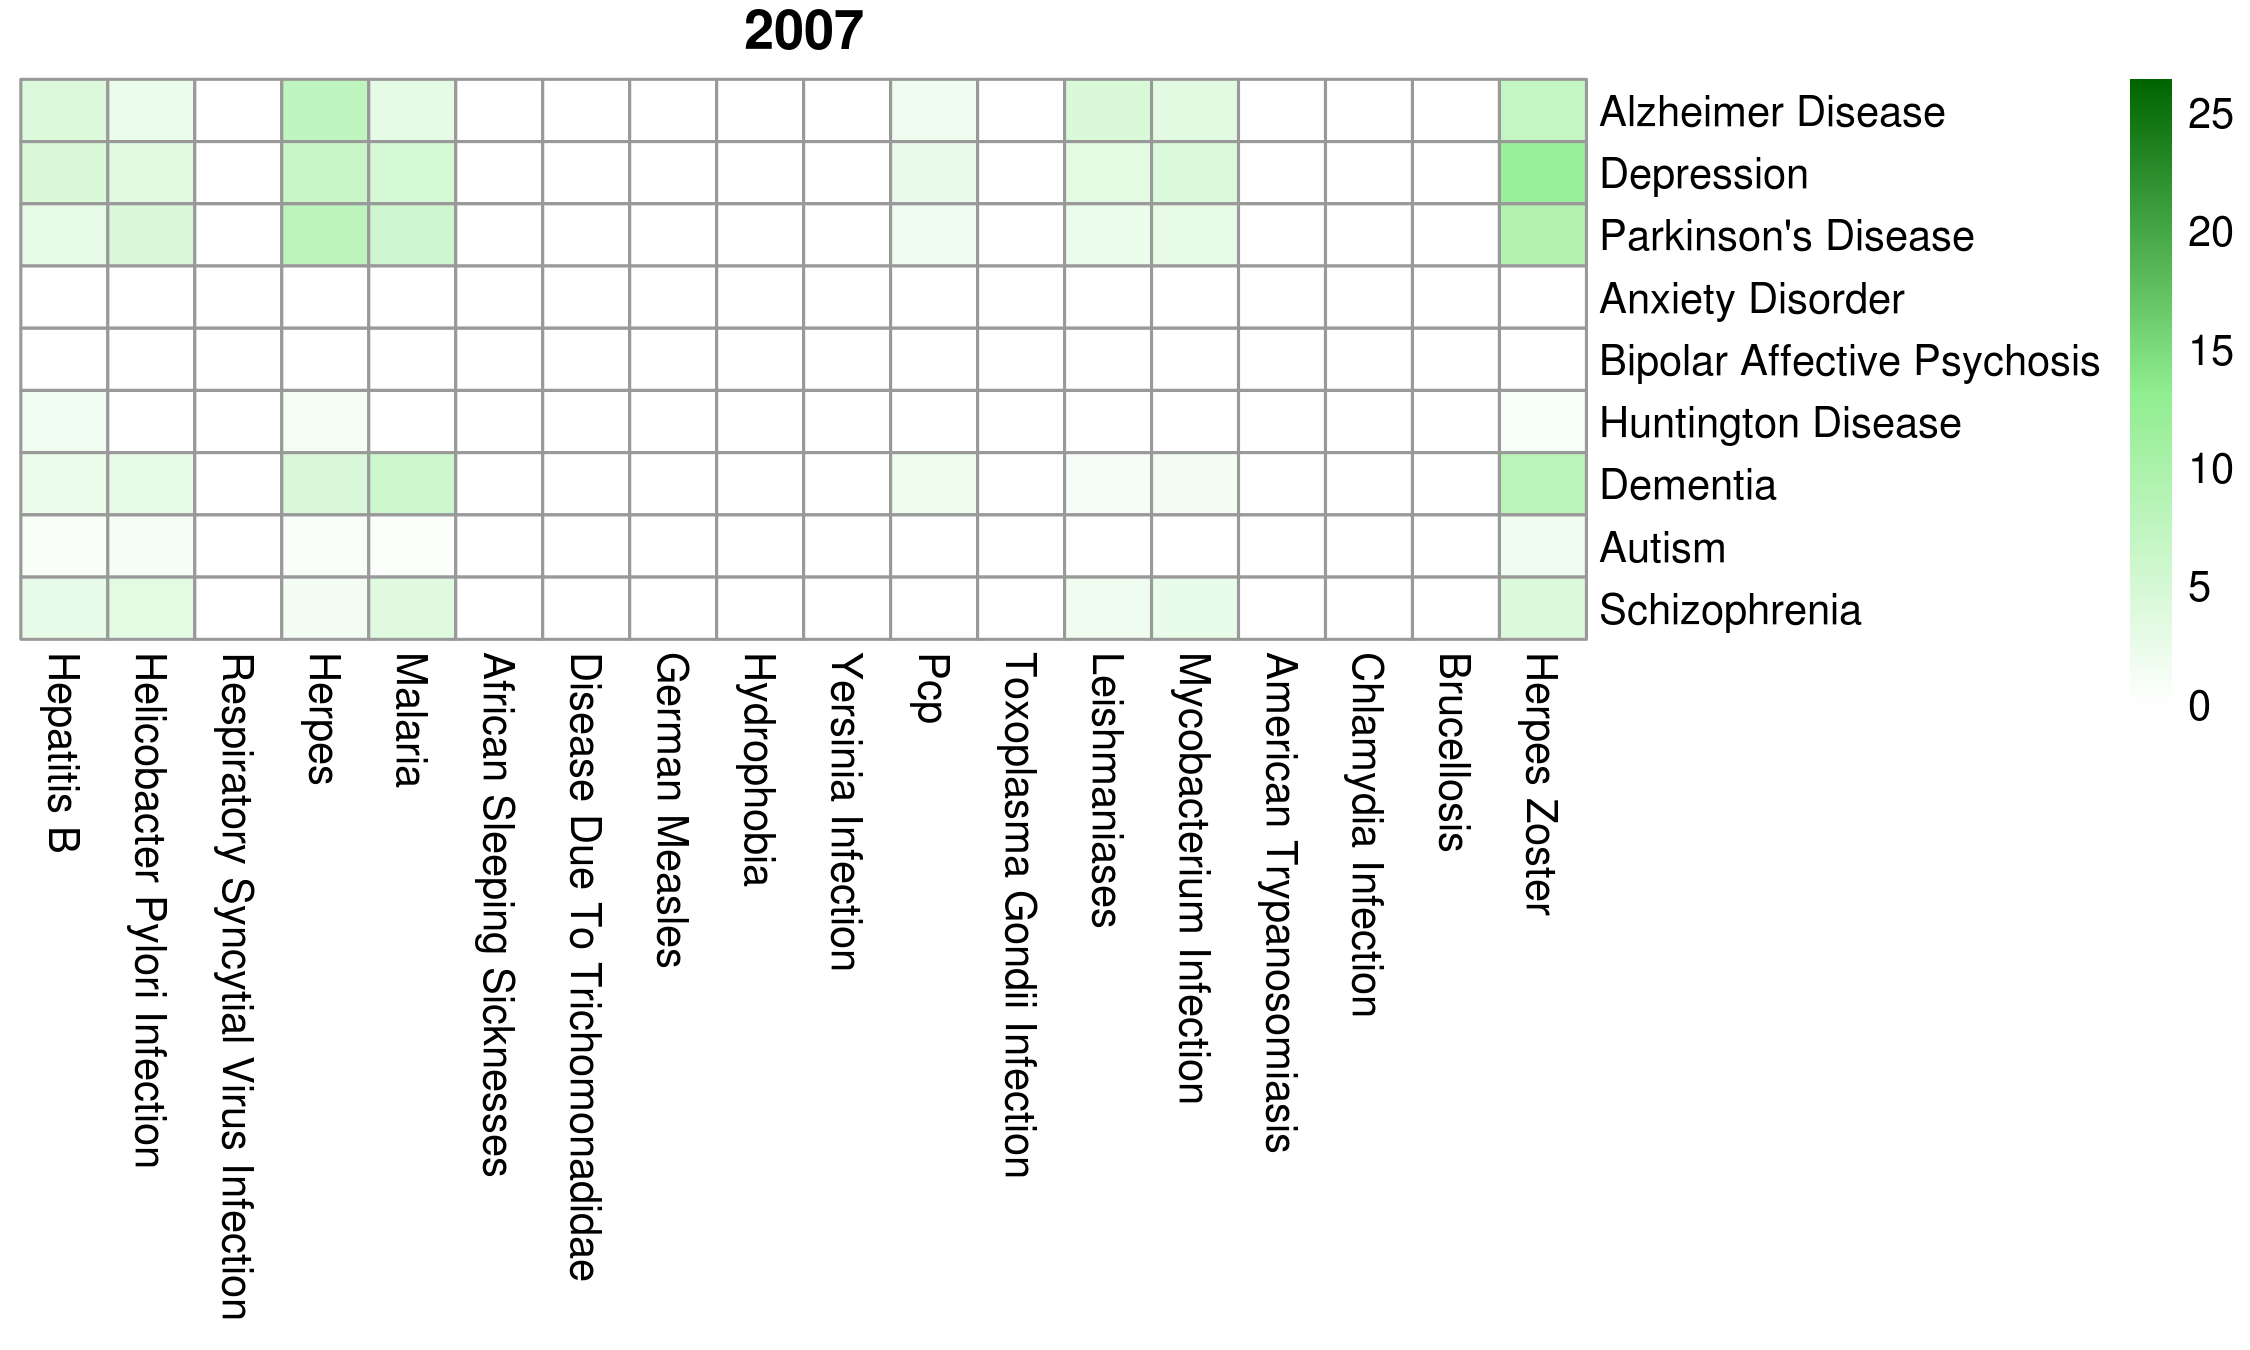 2007
Alzheimer Disease
Depression
Parkinson's Disease
Anxiety Disorder
Bipolar Affective Psychosis
Huntington Disease
Dementia
Autism
Schizophrenia
25
20
15
10
5
0
Hepatitis B
Helicobacter Pylori Infection
Respiratory Syncytial Virus Infection
Herpes
Malaria
African Sleeping Sicknesses
Disease Due To Trichomonadidae
German Measles
Hydrophobia
Yersinia Infection
Pcp
Toxoplasma Gondii Infection
Leishmaniases
Mycobacterium Infection
American Trypanosomiasis
Chlamydia Infection
Brucellosis
Herpes Zoster